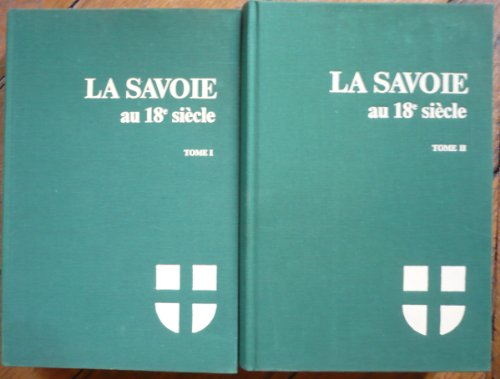 LA SAVOIE
au 18e siècle
TOME I
LA SAVOIE
au 18e siècle
TOME II